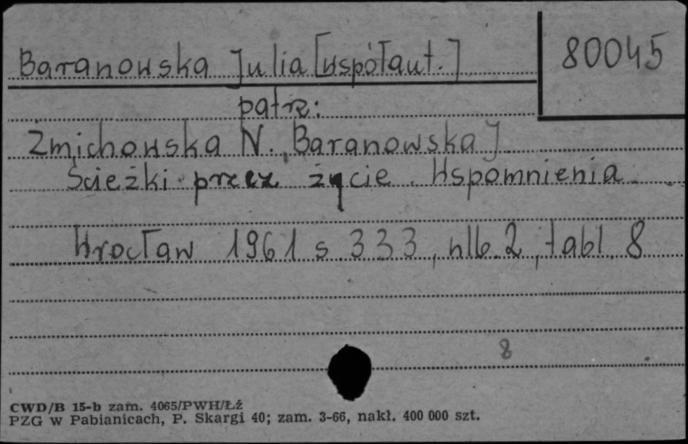 Baranowska Julia [współaut.]
80045
patrz:
Żmichowska N., Baranowska J.
Ścieżki przez życie. Wspomnienia.
Wrocław 1961 s. 333, nlb. 2, tabl. 8
8
CWD/B 15-b zam. 4065/PWH/Łź
PZG w Pabianicach, P. Skargi 40; zam. 3-66, nakł. 400 000 szt.